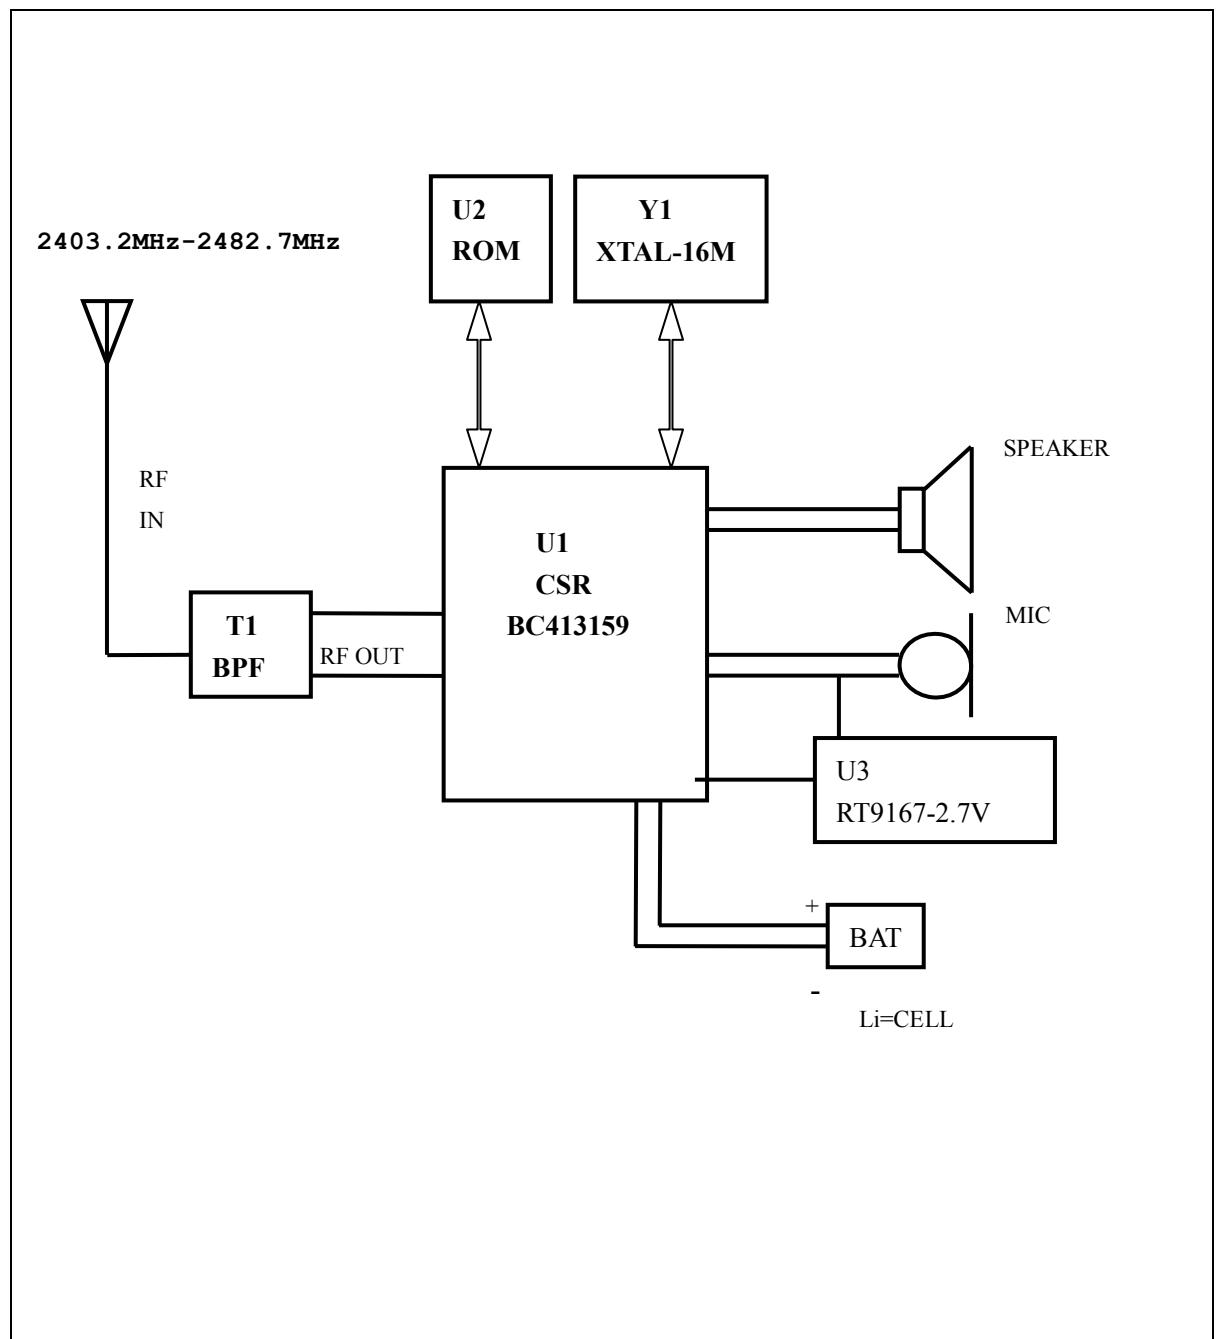 U2
ROM
Y1
XTAL-16M
2403.2MHz-2482.7MHz
SPEAKER
RF
IN
U1
CSR
BC413159
MIC
T1
BPF
RF OUT
U3
RT9167-2.7V
+
BAT
-
Li=CELL